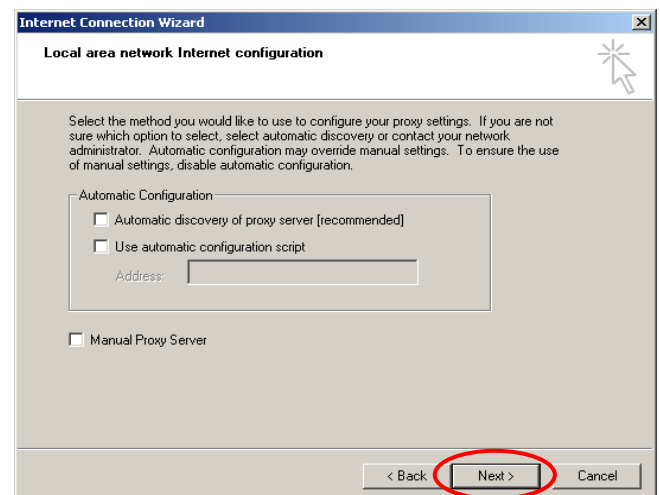 Internet Connection Wizard
Local area network Internet configuration
Select the method you would like to use to configure your proxy settings.  If you are not
sure which option to select, select automatic discovery or contact your network
administrator.  Automatic configuration may override manual settings.  To ensure the use
of manual settings, disable automatic configuration.
Automatic Configuration
Automatic discovery of proxy server [recommended]
Use automatic configuration script
Address:
Manual Proxy Server
< Back Next > Cancel